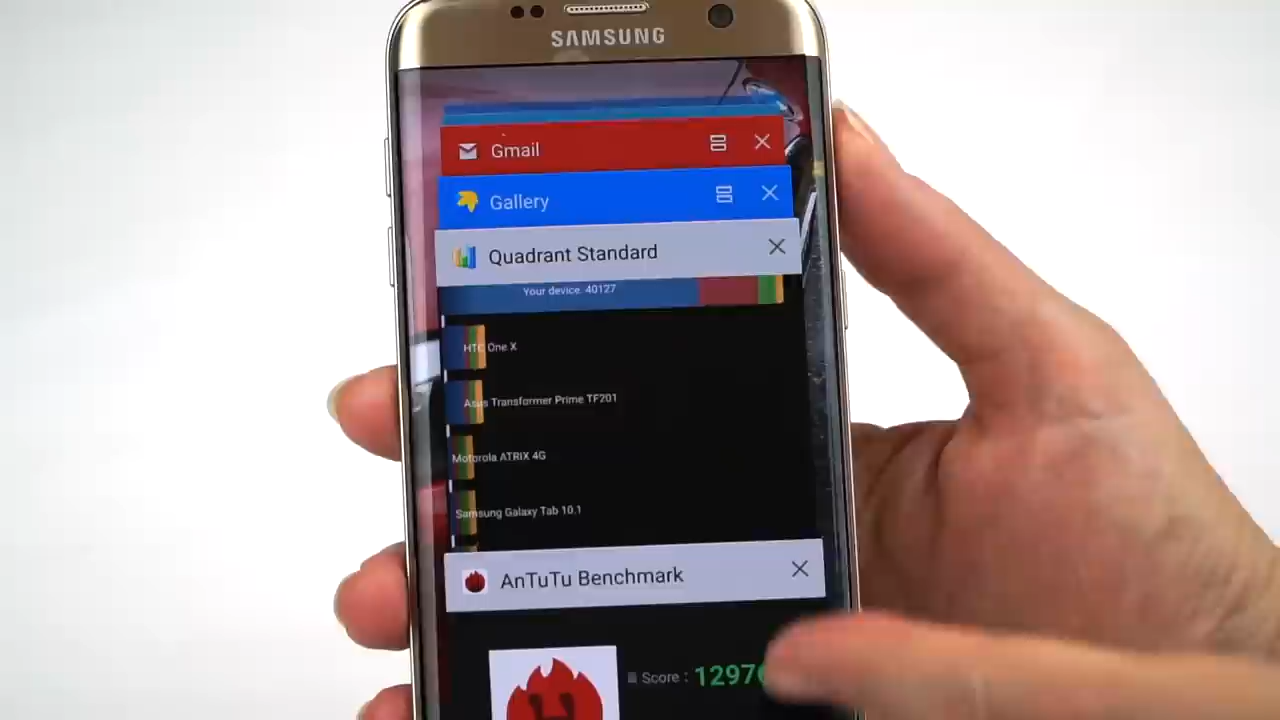 SAMSUNG
Gmail
Gallery
Quadrant Standard
Your device: 40127
HTC One X
Asus Transformer Prime TF201
Motorola ATRIX 4G
Samsung Galaxy Tab 10.1
AnTuTu Benchmark
Score :